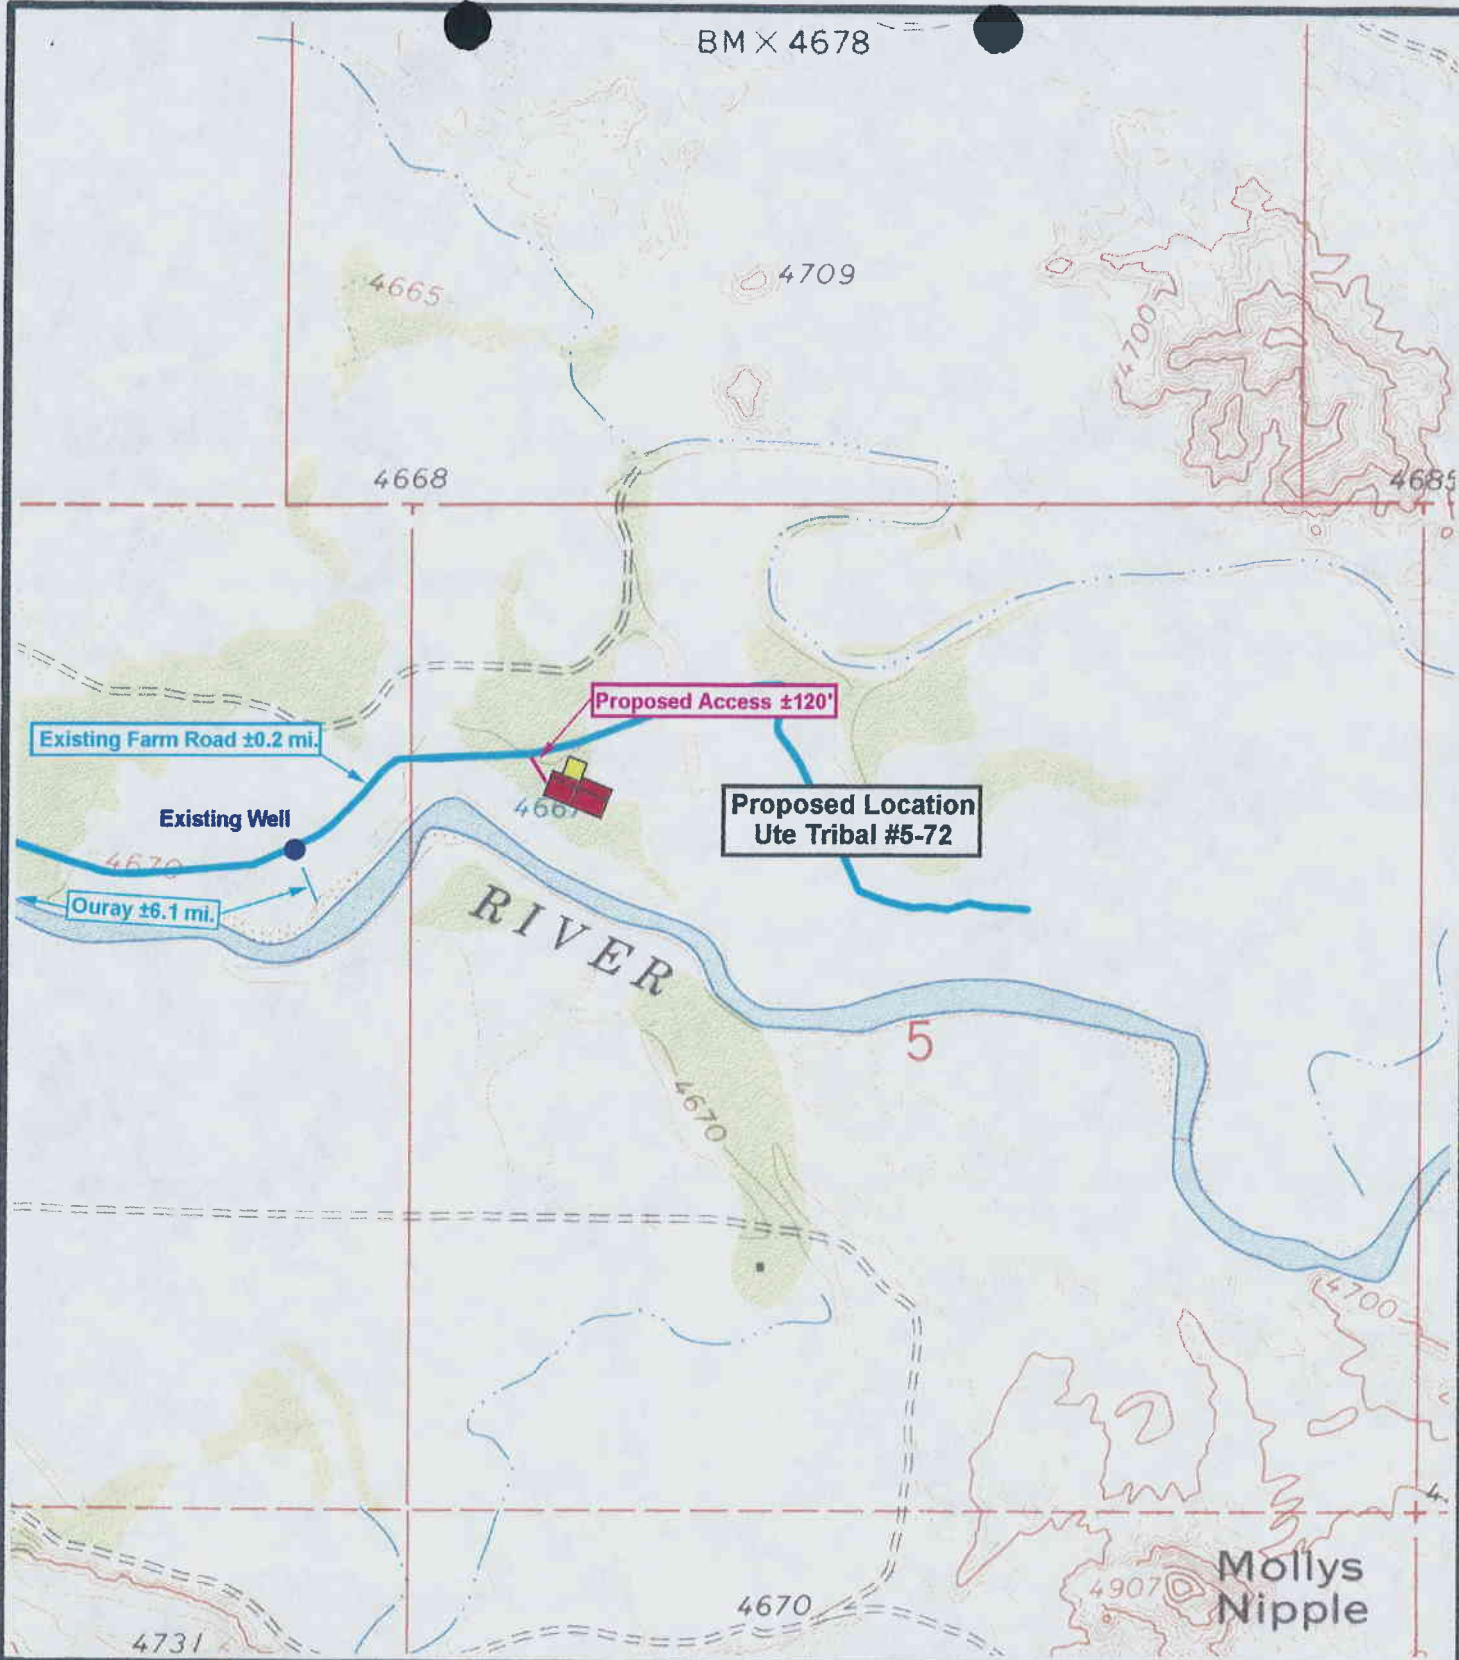 BM × 4678
4709
4665
4700
4668
4685
Proposed Access ±120'
Existing Farm Road ±0.2 mi.
Proposed Location
Ute Tribal #5-72
Existing Well
4670
Ouray ±6.1 mi.
RIVER
5
4670
4700
Mollys
Nipple
4907
4670
4731